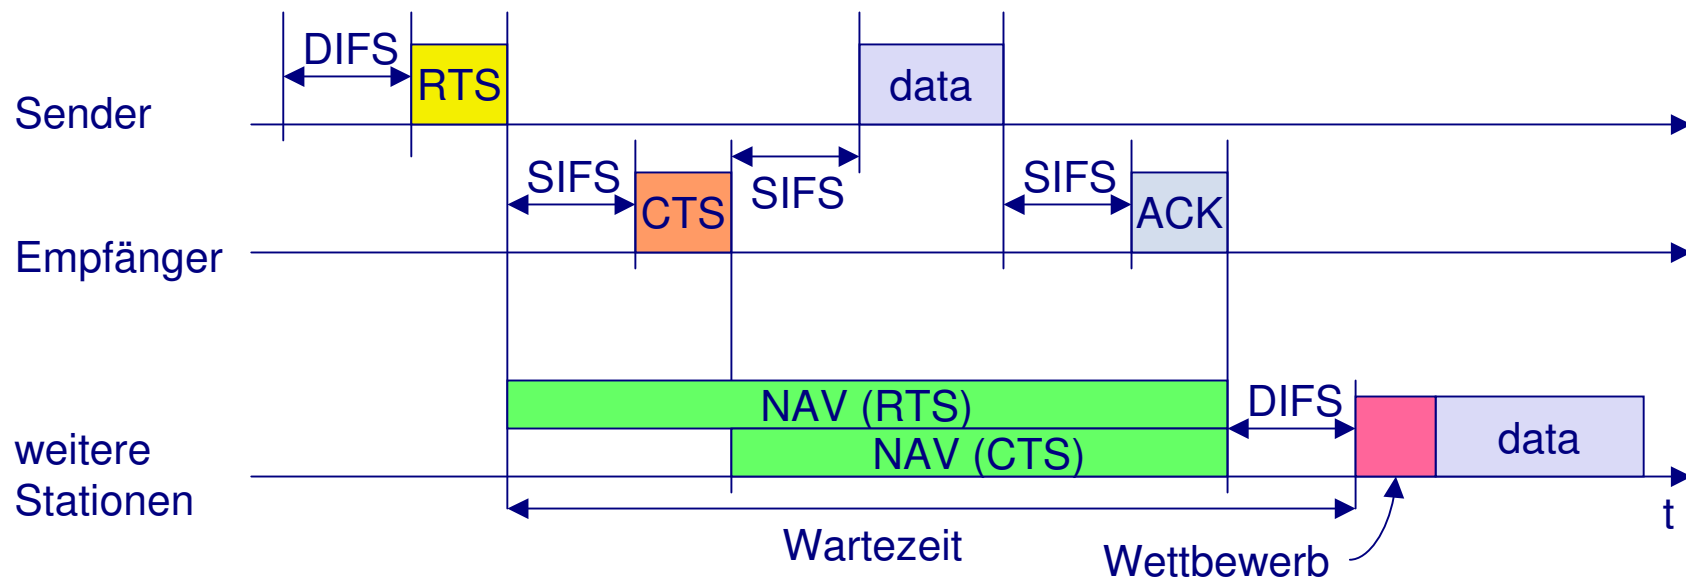 DIFS
RTS
data
Sender
SIFS
CTS
SIFS
SIFS
ACK
Empfänger
NAV (RTS)
DIFS
NAV (CTS)
data
weitere
Stationen
t
Wartezeit
Wettbewerb